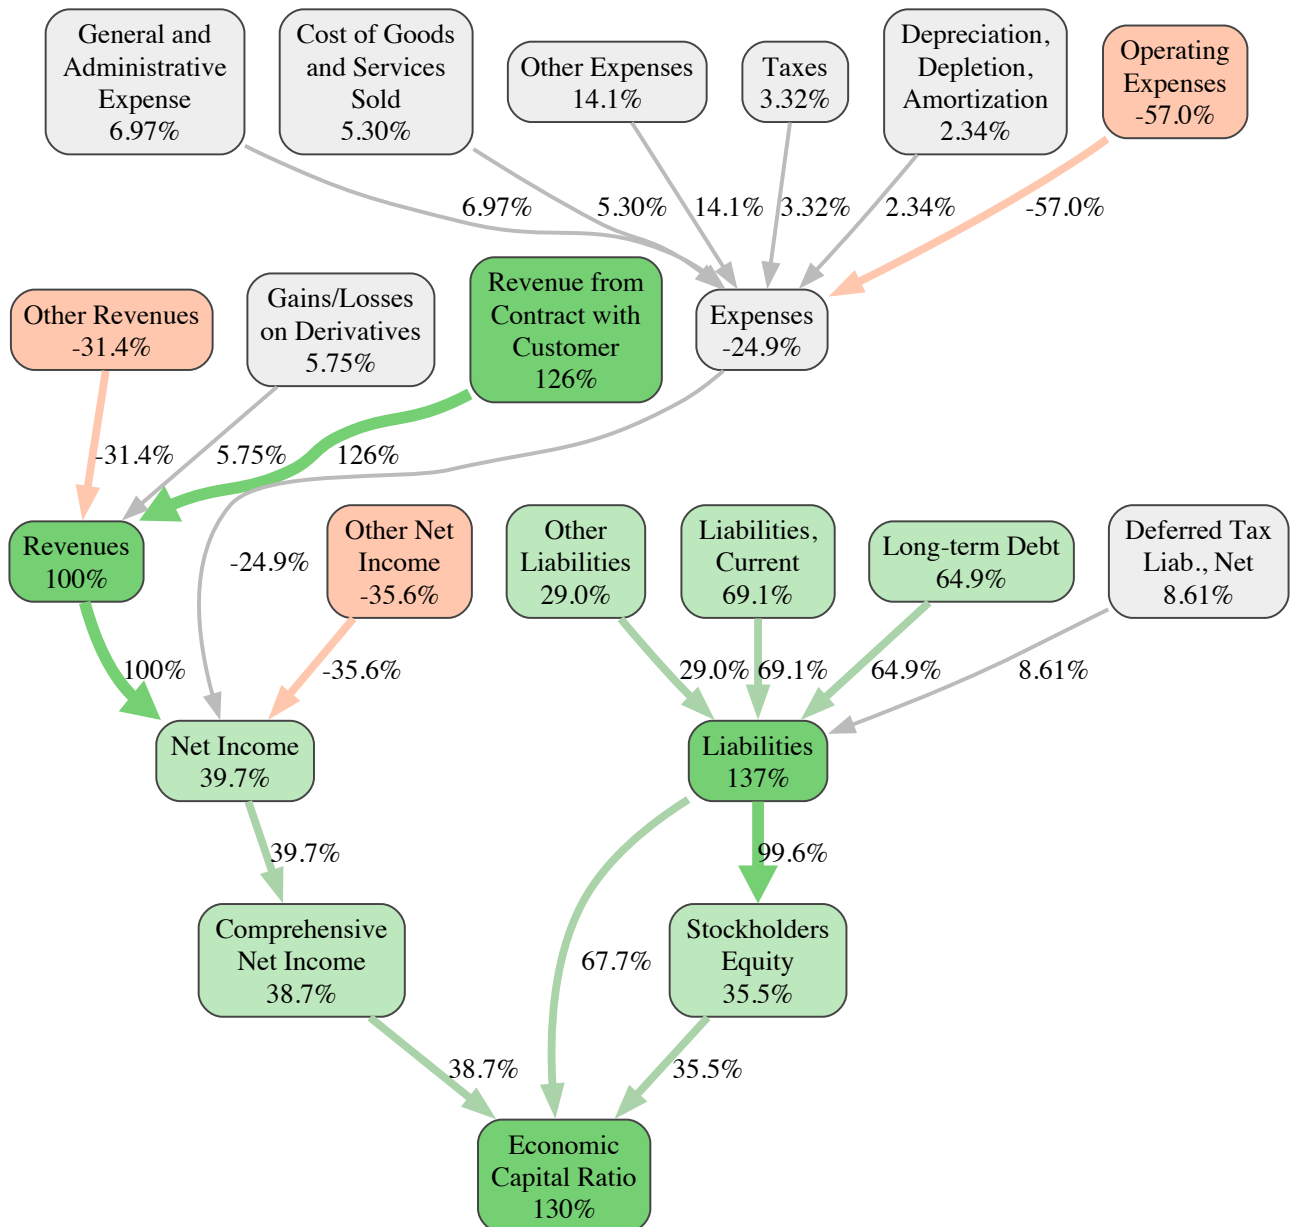 General and
Administrative
Expense
6.97%
Cost of Goods
and Services
Sold
5.30%
Other Expenses
14.1%
Taxes
3.32%
Depreciation,
Depletion,
Amortization
2.34%
Operating
Expenses
-57.0%
6.97%
5.30%
14.1%
3.32%
2.34%
-57.0%
Other Revenues
-31.4%
Gains/Losses
on Derivatives
5.75%
Revenue from
Contract with
Customer
126%
Expenses
-24.9%
-31.4%
5.75%
126%
Revenues
100%
-24.9%
Other Net
Income
-35.6%
Other
Liabilities
29.0%
Liabilities,
Current
69.1%
Long-term Debt
64.9%
Deferred Tax
Liab., Net
8.61%
100%
-35.6%
29.0%
69.1%
64.9%
8.61%
Net Income
39.7%
Liabilities
137%
39.7%
99.6%
Comprehensive
Net Income
38.7%
67.7%
Stockholders
Equity
35.5%
38.7%
35.5%
Economic
Capital Ratio
130%